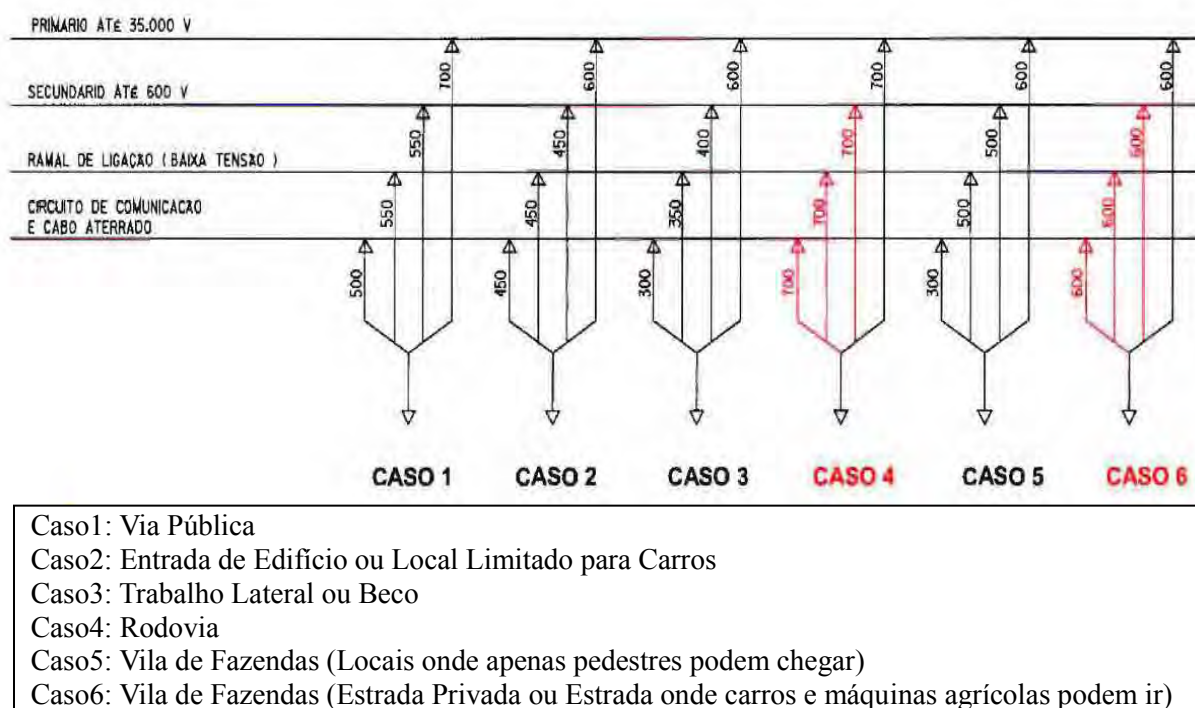 PRIMARIO ATÉ 35.000 V
700 600 600 700 600 600
SECUNDARIO ATÉ 600 V
550 450 400 700 500 600
RAMAL DE LIGAÇÃO ( BAIXA TENSÃO )
550 450 350 700 500 600
CIRCUITO DE COMUNICACAO
E CABO ATERRADO
500 450 300 700 300 600
CASO 1 CASO 2 CASO 3 CASO 4 CASO 5 CASO 6
Caso1: Via Pública
Caso2: Entrada de Edifício ou Local Limitado para Carros
Caso3: Trabalho Lateral ou Beco
Caso4: Rodovia
Caso5: Vila de Fazendas (Locais onde apenas pedestres podem chegar)
Caso6: Vila de Fazendas (Estrada Privada ou Estrada onde carros e máquinas agrícolas podem ir)